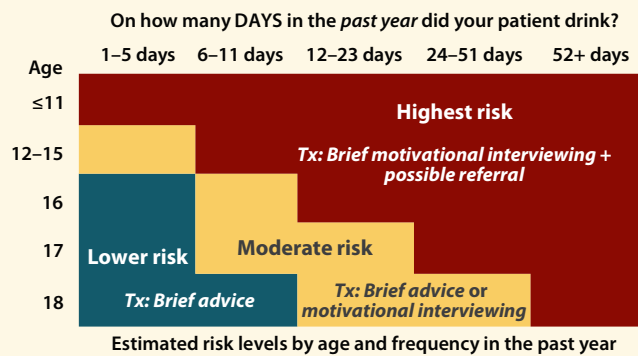 On how many DAYS in the past year did your patient drink?
1–5 days 6–11 days 12–23 days 24–51 days 52+ days
Age
≤11
Highest risk
12–15
Tx: Brief motivational interviewing +
possible referral
16
17
Moderate risk
Lower risk
18
Tx: Brief advice
Tx: Brief advice or
motivational interviewing
Estimated risk levels by age and frequency in the past year